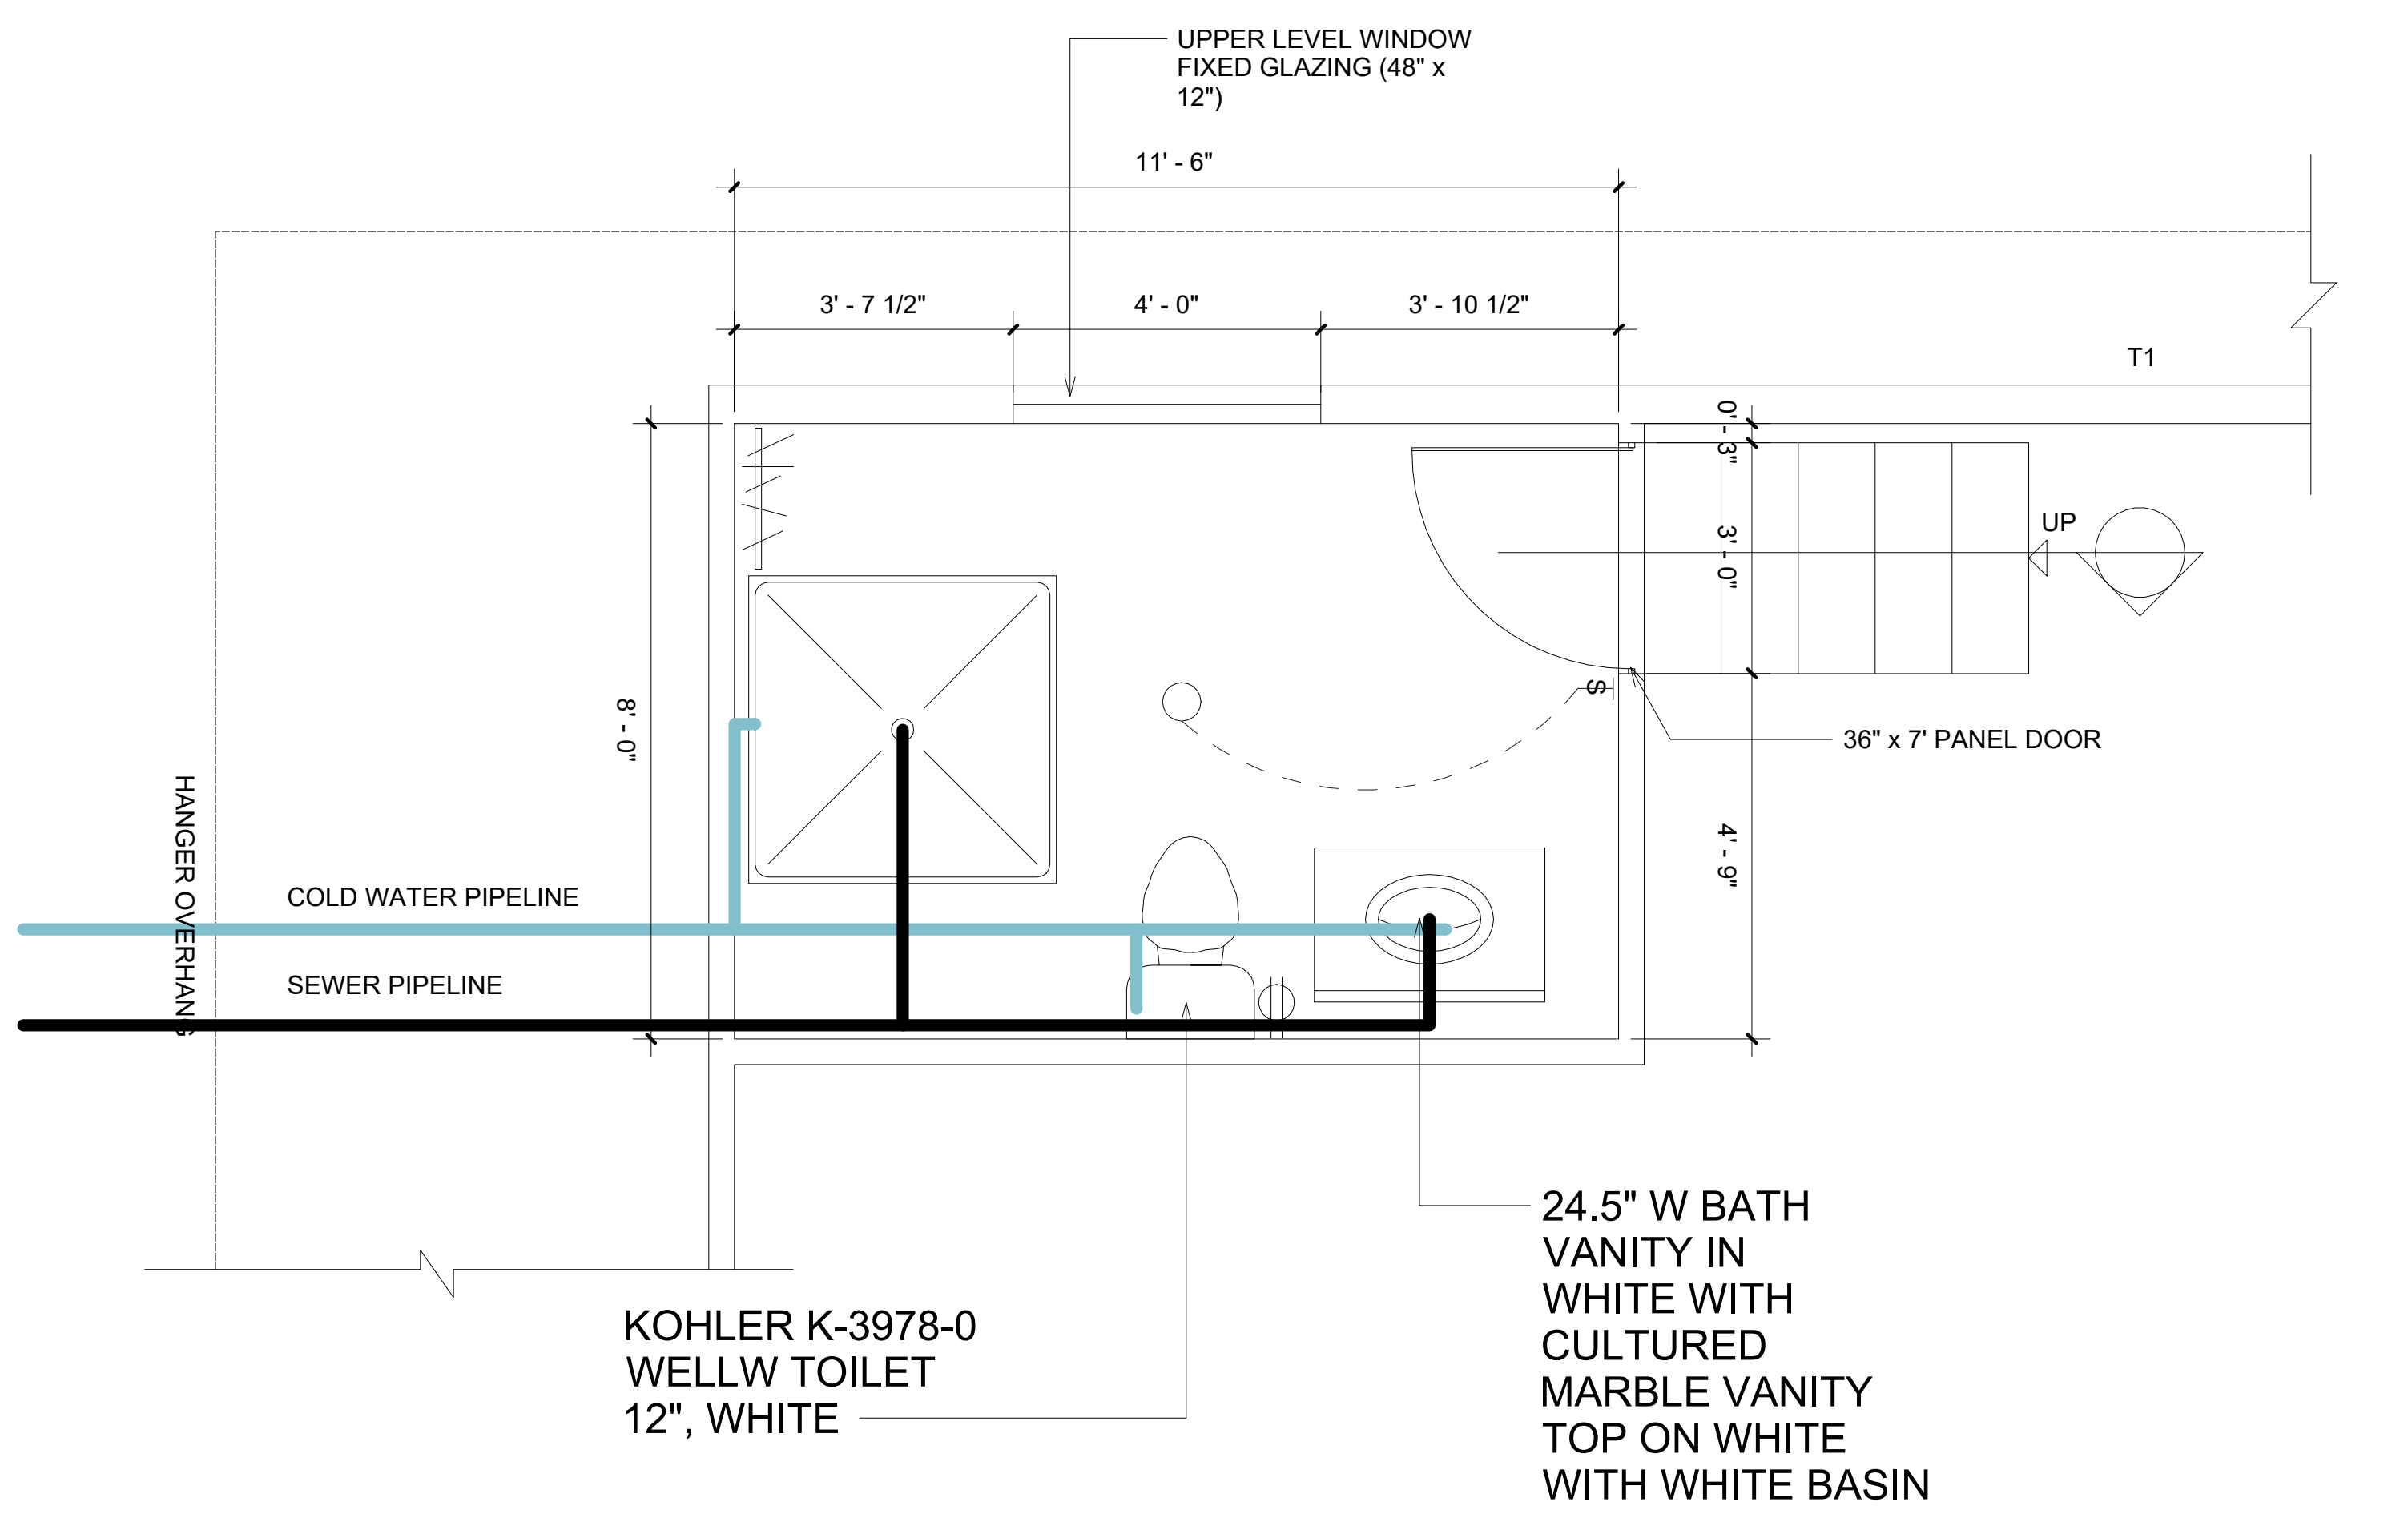 UPPER LEVEL WINDOW
FIXED GLAZING (48" x
12")
11' - 6"
3' - 7 1/2"
4' - 0"
3' - 10 1/2"
T1
0' - 3"
UP
3' - 0"
S
8' - 0"
36" x 7' PANEL DOOR
4' - 9"
HANGER OVERHANG
COLD WATER PIPELINE
SEWER PIPELINE
24.5" W BATH
VANITY IN
WHITE WITH
CULTURED
MARBLE VANITY
TOP ON WHITE
WITH WHITE BASIN
KOHLER K-3978-0
WELLW TOILET
12", WHITE